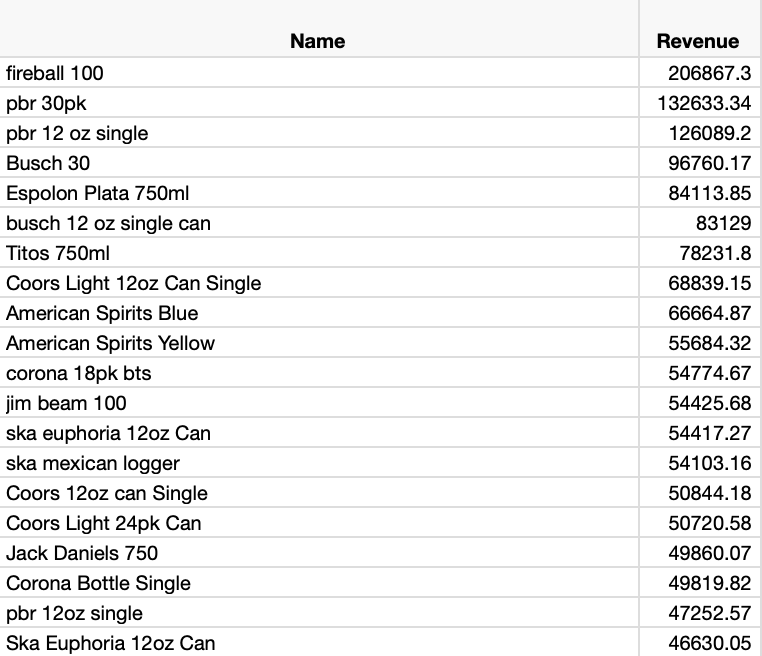 Name Revenue
fireball 100 206867.3
pbr 30pk 132633.34
pbr 12 oz single 126089.2
Busch 30 96760.17
Espolon Plata 750ml 84113.85
busch 12 oz single can 83129
Titos 750ml 78231.8
Coors Light 12oz Can Single 68839.15
American Spirits Blue 66664.87
American Spirits Yellow 55684.32
corona 18pk bts 54774.67
jim beam 100 54425.68
ska euphoria 12oz Can 54417.27
ska mexican logger 54103.16
Coors 12oz can Single 50844.18
Coors Light 24pk Can 50720.58
Jack Daniels 750 49860.07
Corona Bottle Single 49819.82
pbr 12oz single 47252.57
Ska Euphoria 12oz Can 46630.05